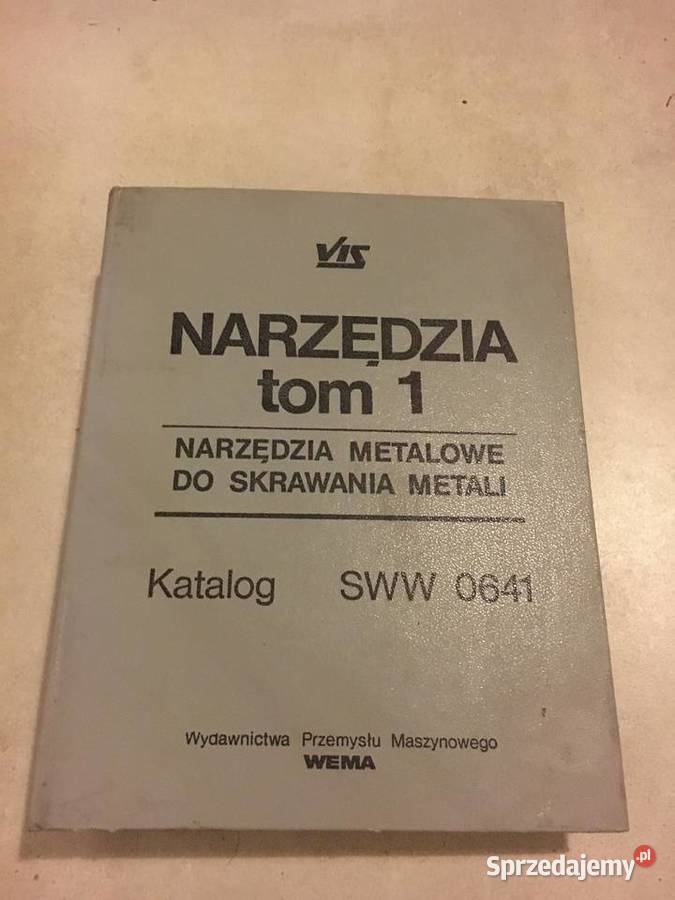 VIS
NARZĘDZIA
tom 1
NARZĘDZIA METALOWE
DO SKRAWANIA METALI
Katalog SWW 0641
Wydawnictwa Przemysłu Maszynowego
WEMA
Sprzedajemy.pl